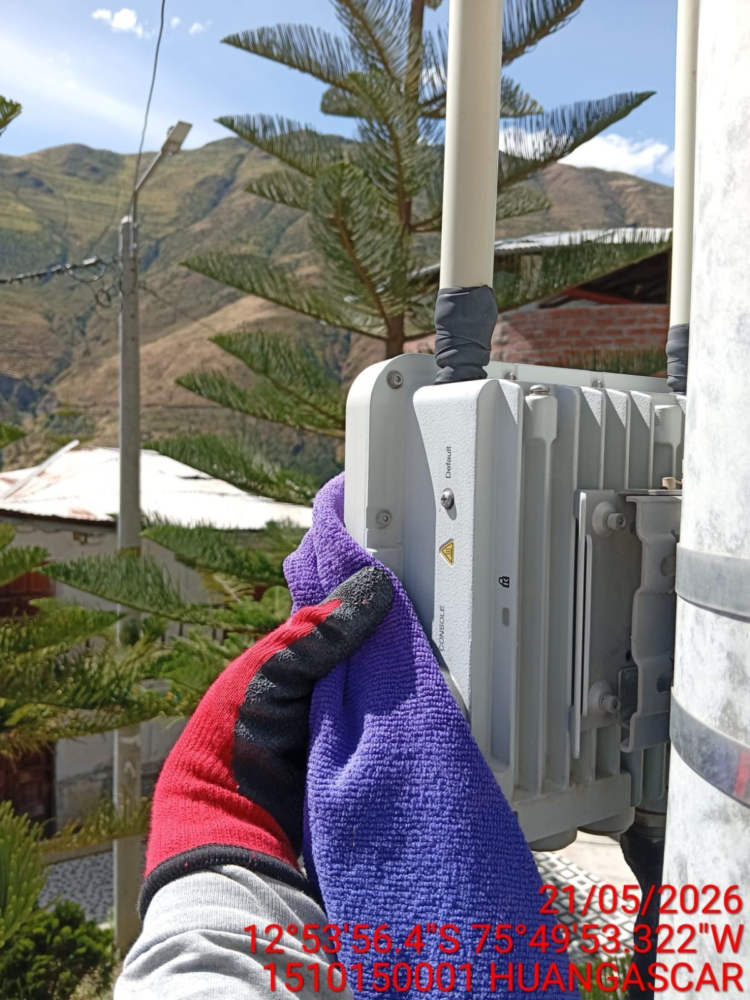 Default
CONSOLE
21/05/2026
12°53'56.4"S 75°49'53.322"W
1510150001 HUANGASCAR